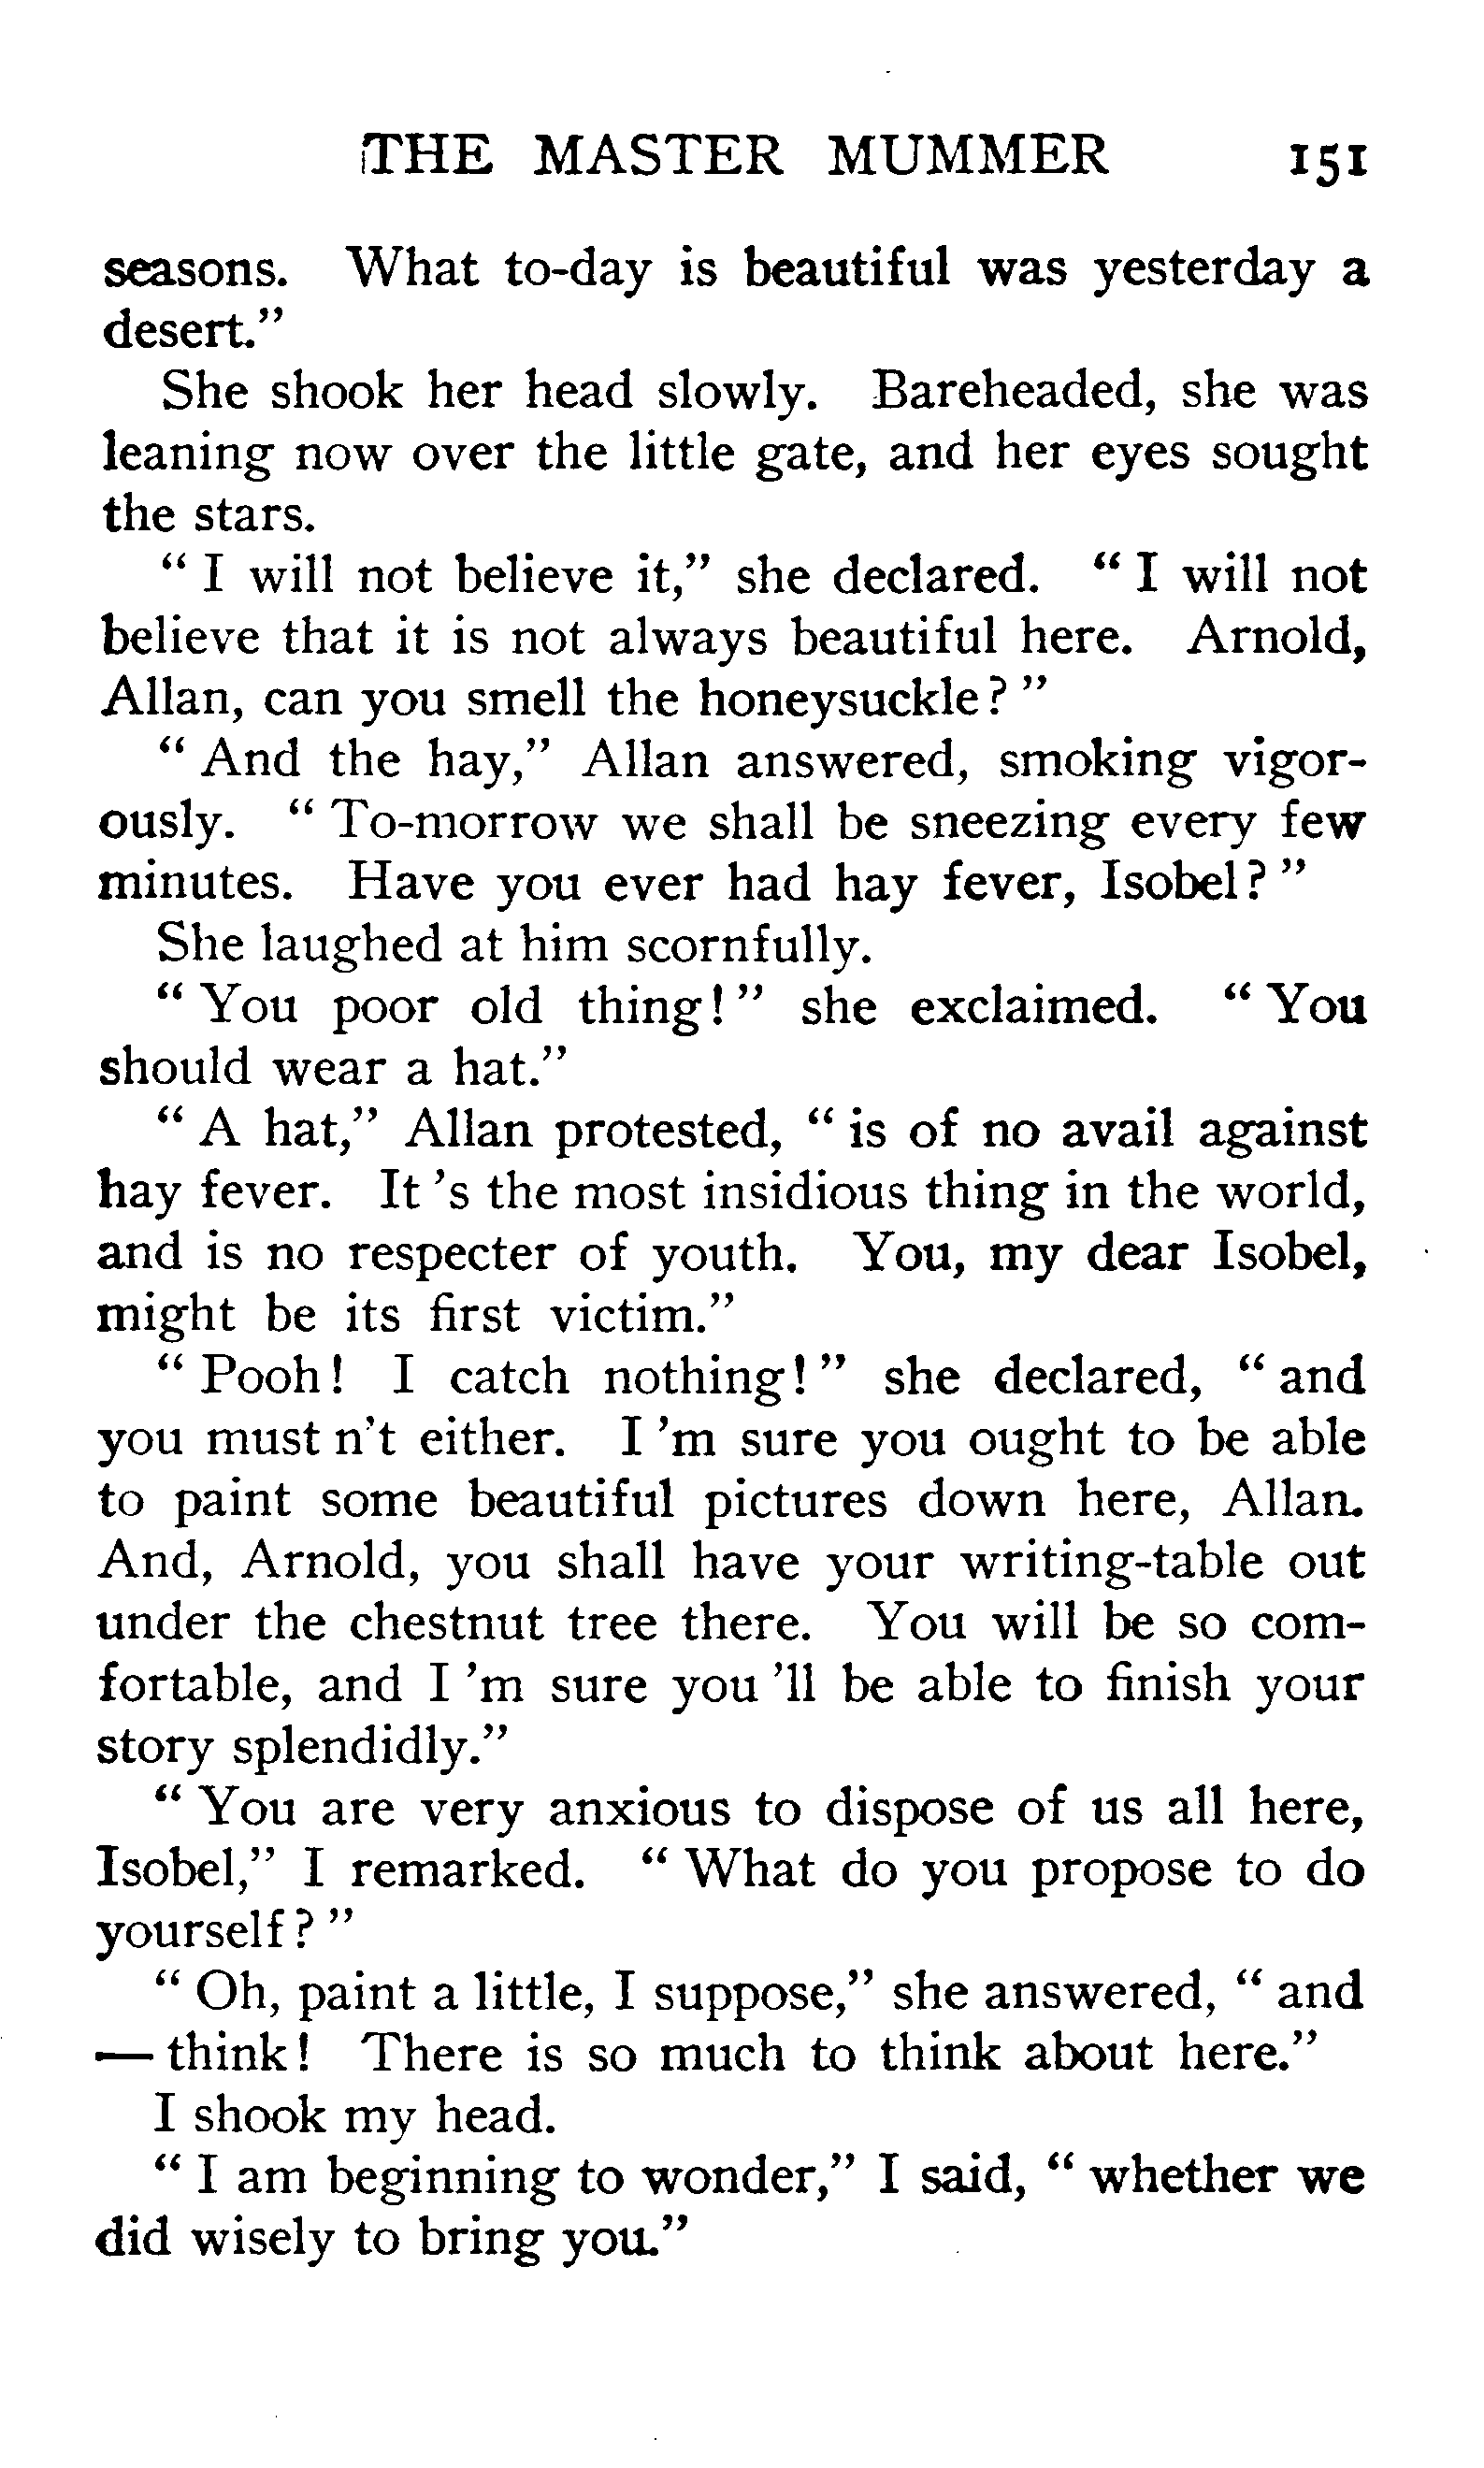 THE MASTER MUMMER 151
seasons. What to-day is beautiful was yesterday a
desert."
She shook her head slowly. Bareheaded, she was
leaning now over the little gate, and her eyes sought
the stars.
" I will not believe it," she declared. " I will not
believe that it is not always beautiful here. Arnold,
Allan, can you smell the honeysuckle? "
" And the hay," Allan answered, smoking vigor-
ously. " To-morrow we shall be sneezing every few
minutes. Have you ever had hay fever, Isobel? "
She laughed at him scornfully.
" You poor old thing! " she exclaimed. " You
should wear a hat."
" A hat," Allan protested, " is of no avail against
hay fever. It 's the most insidious thing in the world,
and is no respecter of youth. You, my dear Isobel,
might be its first victim."
" Pooh! I catch nothing! " she declared, " and
you must n't either. I 'm sure you ought to be able
to paint some beautiful pictures down here, Allan.
And, Arnold, you shall have your writing-table out
under the chestnut tree there. You will be so com-
fortable, and I 'm sure you 'll be able to finish your
story splendidly."
" You are very anxious to dispose of us all here,
Isobel," I remarked. " What do you propose to do
yourself? "
" Oh, paint a little, I suppose," she answered, " and
— think! There is so much to think about here."
I shook my head.
" I am beginning to wonder," I said, " whether we
did wisely to bring you."